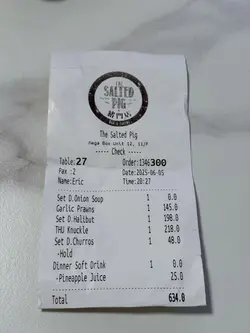 THE
SALTED
PIG
The Salted Pig
Mega Box Unit 12, 11/F
----- Check -----
Table:27 Order:1346300
Pax :2 Date:2025-06-05
Name:Eric Time:20:27
Set D.Onion Soup 1 0.0
Garlic Prawns 1 145.0
Set D.Halibut 1 198.0
THU Knuckle 1 218.0
Set D.Churros 1 48.0
-Hold
Dinner Soft Drink 1 0.0
-Pineapple Juice 25.0
Total 634.0